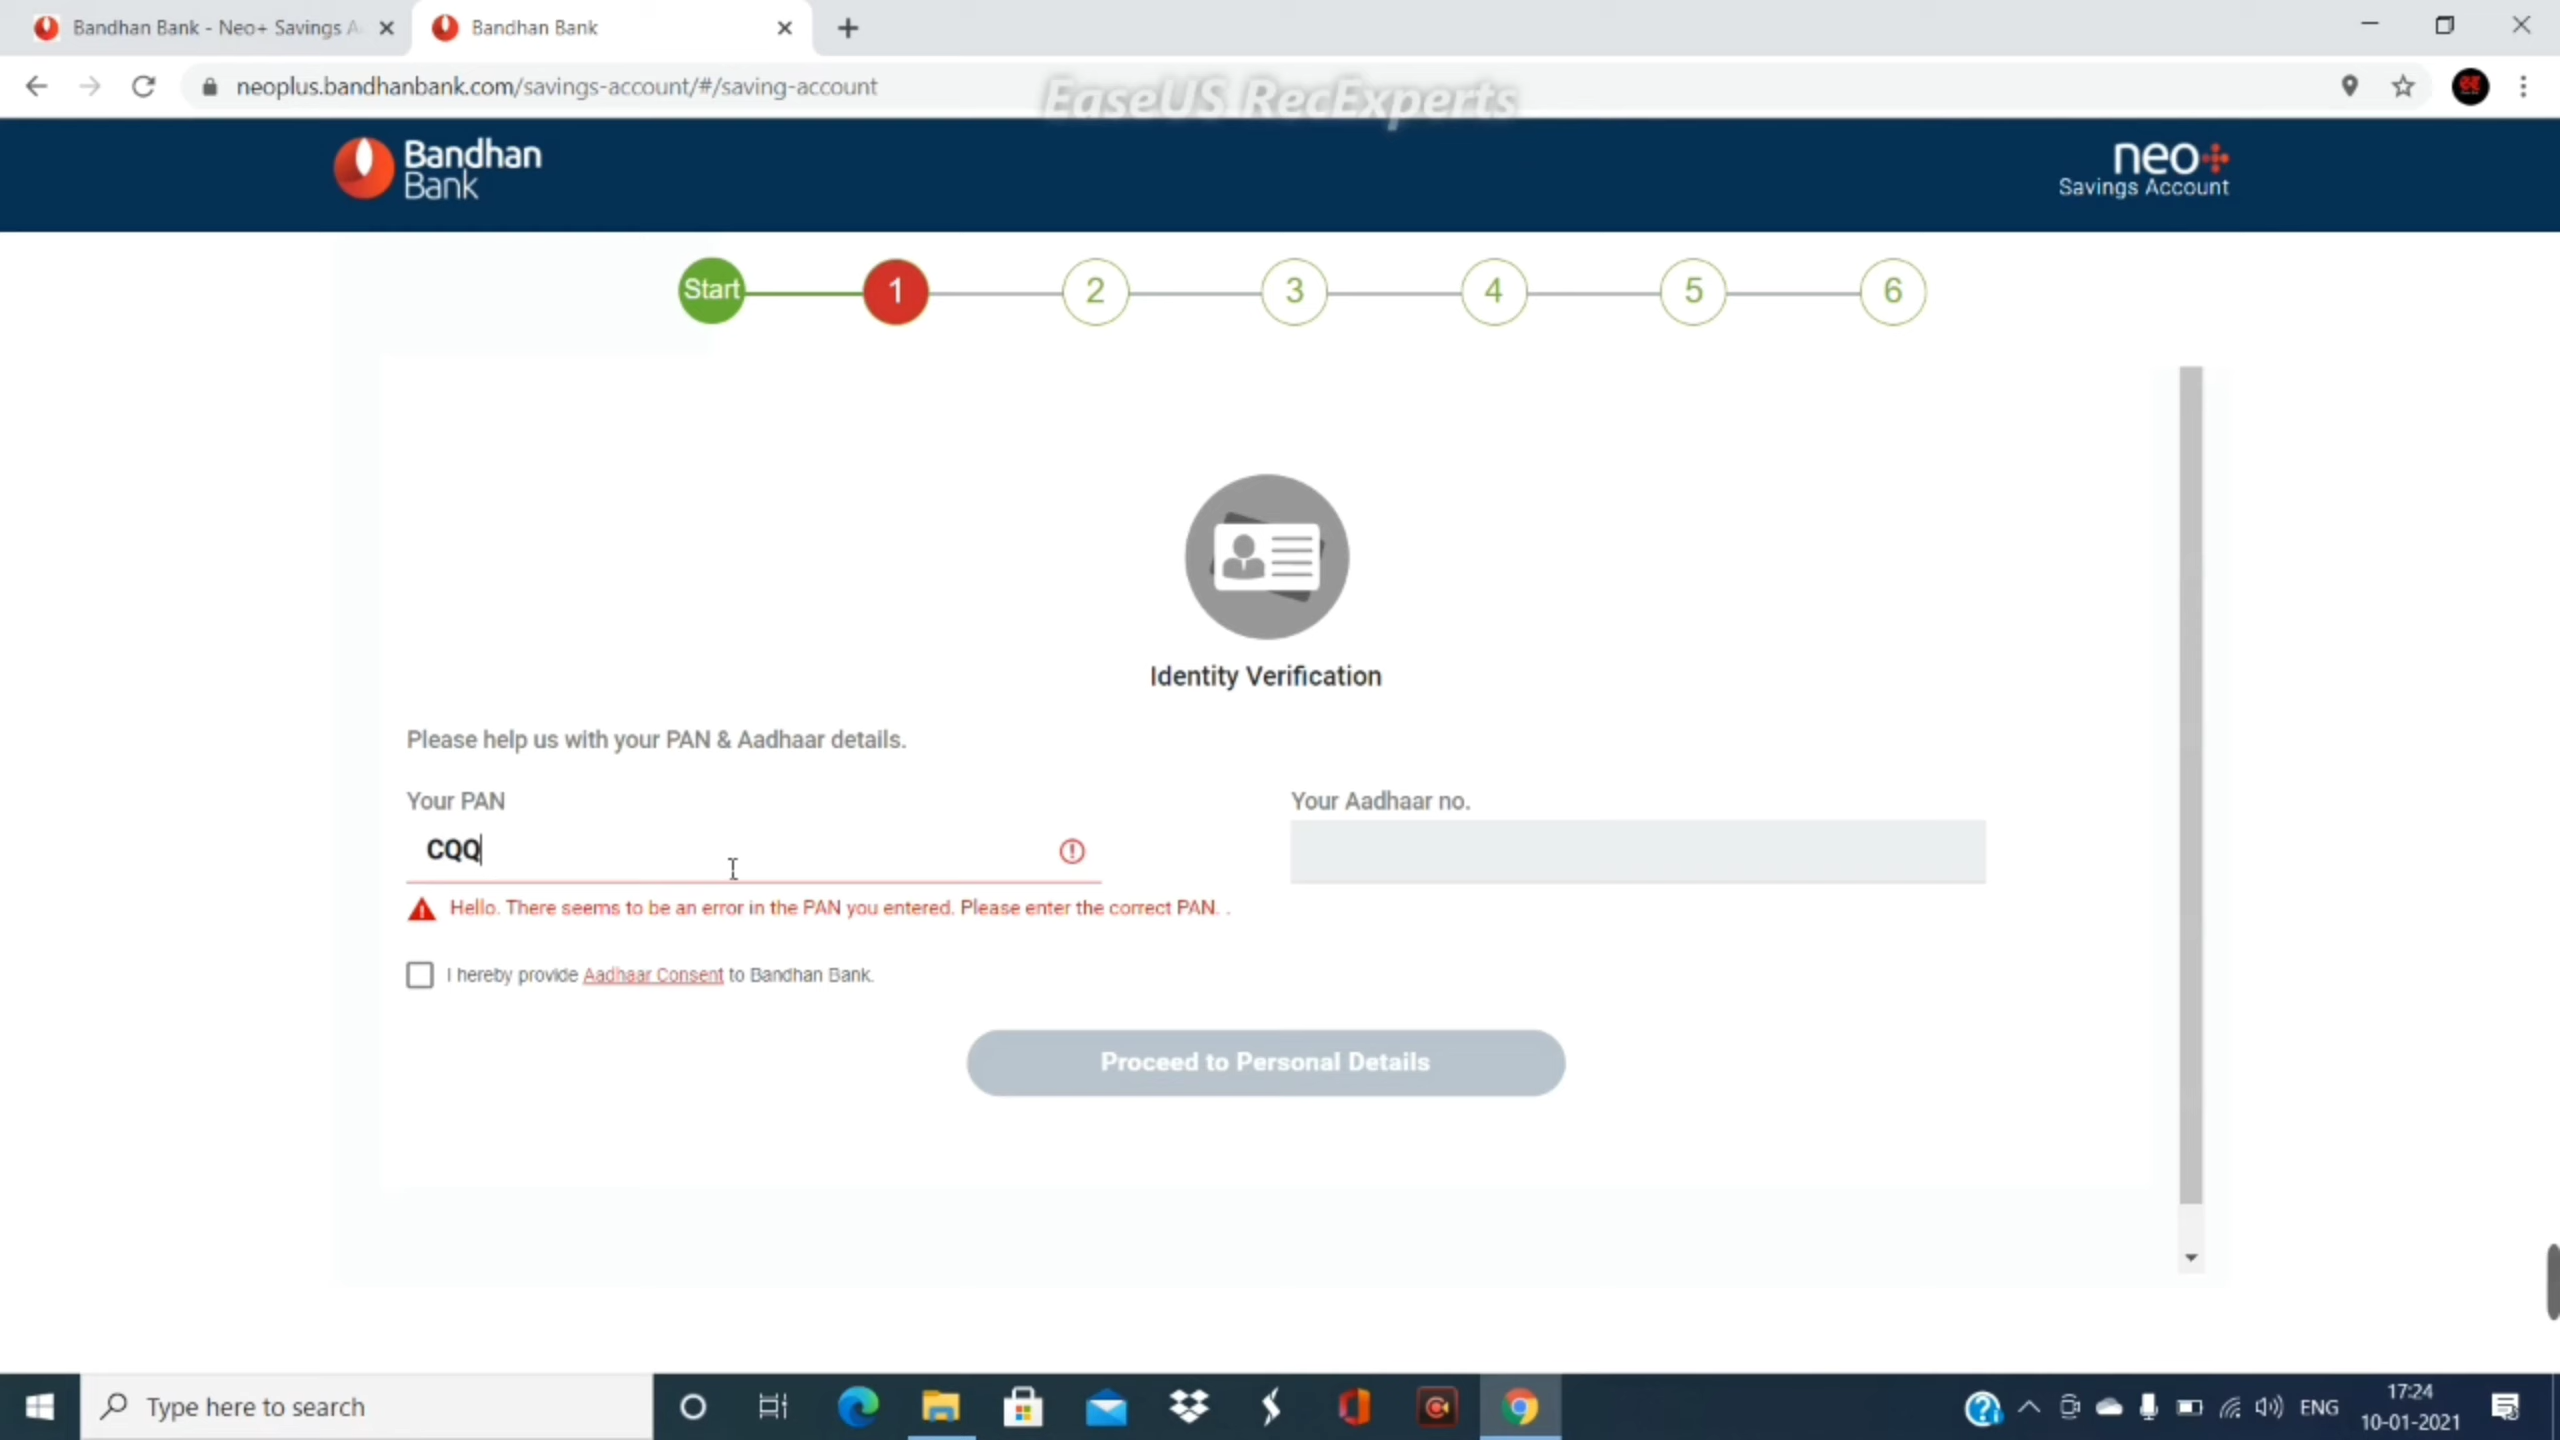 Bandhan Bank - Neo+ Savings A
Bandhan Bank
neoplus.bandhanbank.com/savings-account/#/saving-account
EaseUS RecExperts
Bandhan
Bank
neo+
Savings Account
Start
1
2
3
4
5
6
Identity Verification
Please help us with your PAN & Aadhaar details.
Your PAN
Your Aadhaar no.
CQQ
Hello. There seems to be an error in the PAN you entered. Please enter the correct PAN. .
I hereby provide Aadhaar Consent to Bandhan Bank.
Proceed to Personal Details
Type here to search
ENG
17:24
10-01-2021